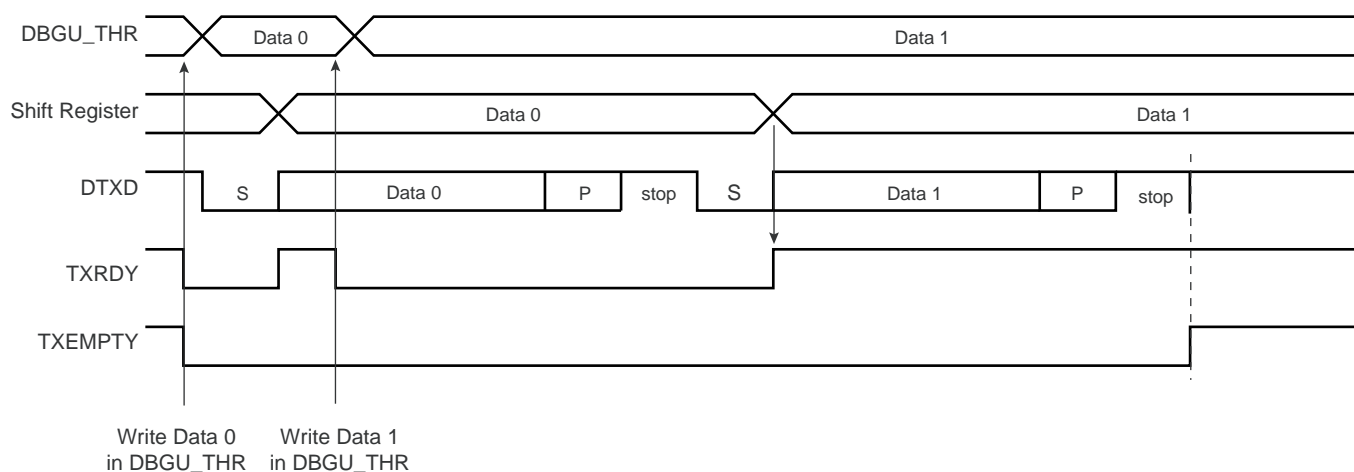 DBGU_THR Data 0 Data 1
Shift Register Data 0 Data 1
DTXD S Data 0 P stop S Data 1 P stop
TXRDY
TXEMPTY
Write Data 0 Write Data 1
in DBGU_THR in DBGU_THR